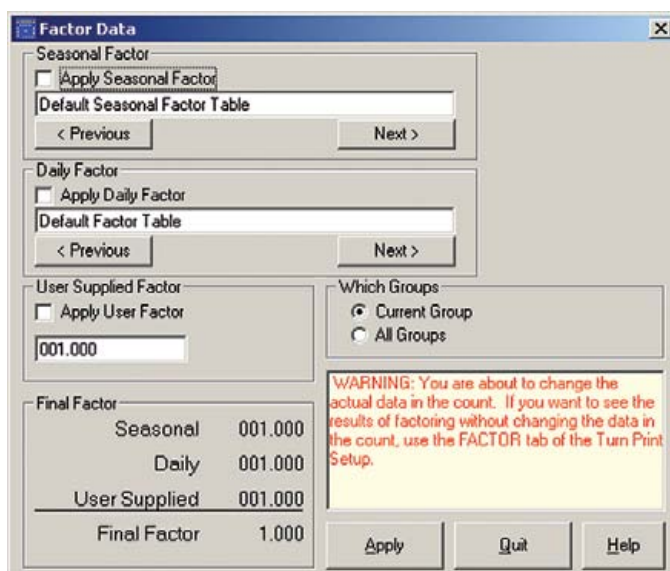 Factor Data
Seasonal Factor
Apply Seasonal Factor
Default Seasonal Factor Table
< Previous
Next >
Daily Factor
Apply Daily Factor
Default Factor Table
< Previous
Next >
User Supplied Factor
Apply User Factor
001.000
Which Groups
Current Group
All Groups
WARNING: You are about to change the
actual data in the count. If you want to see the
results of factoring without changing the data in
the count, use the FACTOR tab of the Turn Print
Setup.
Final Factor
Seasonal 001.000
Daily 001.000
User Supplied 001.000
Final Factor 1.000
Apply
Quit
Help